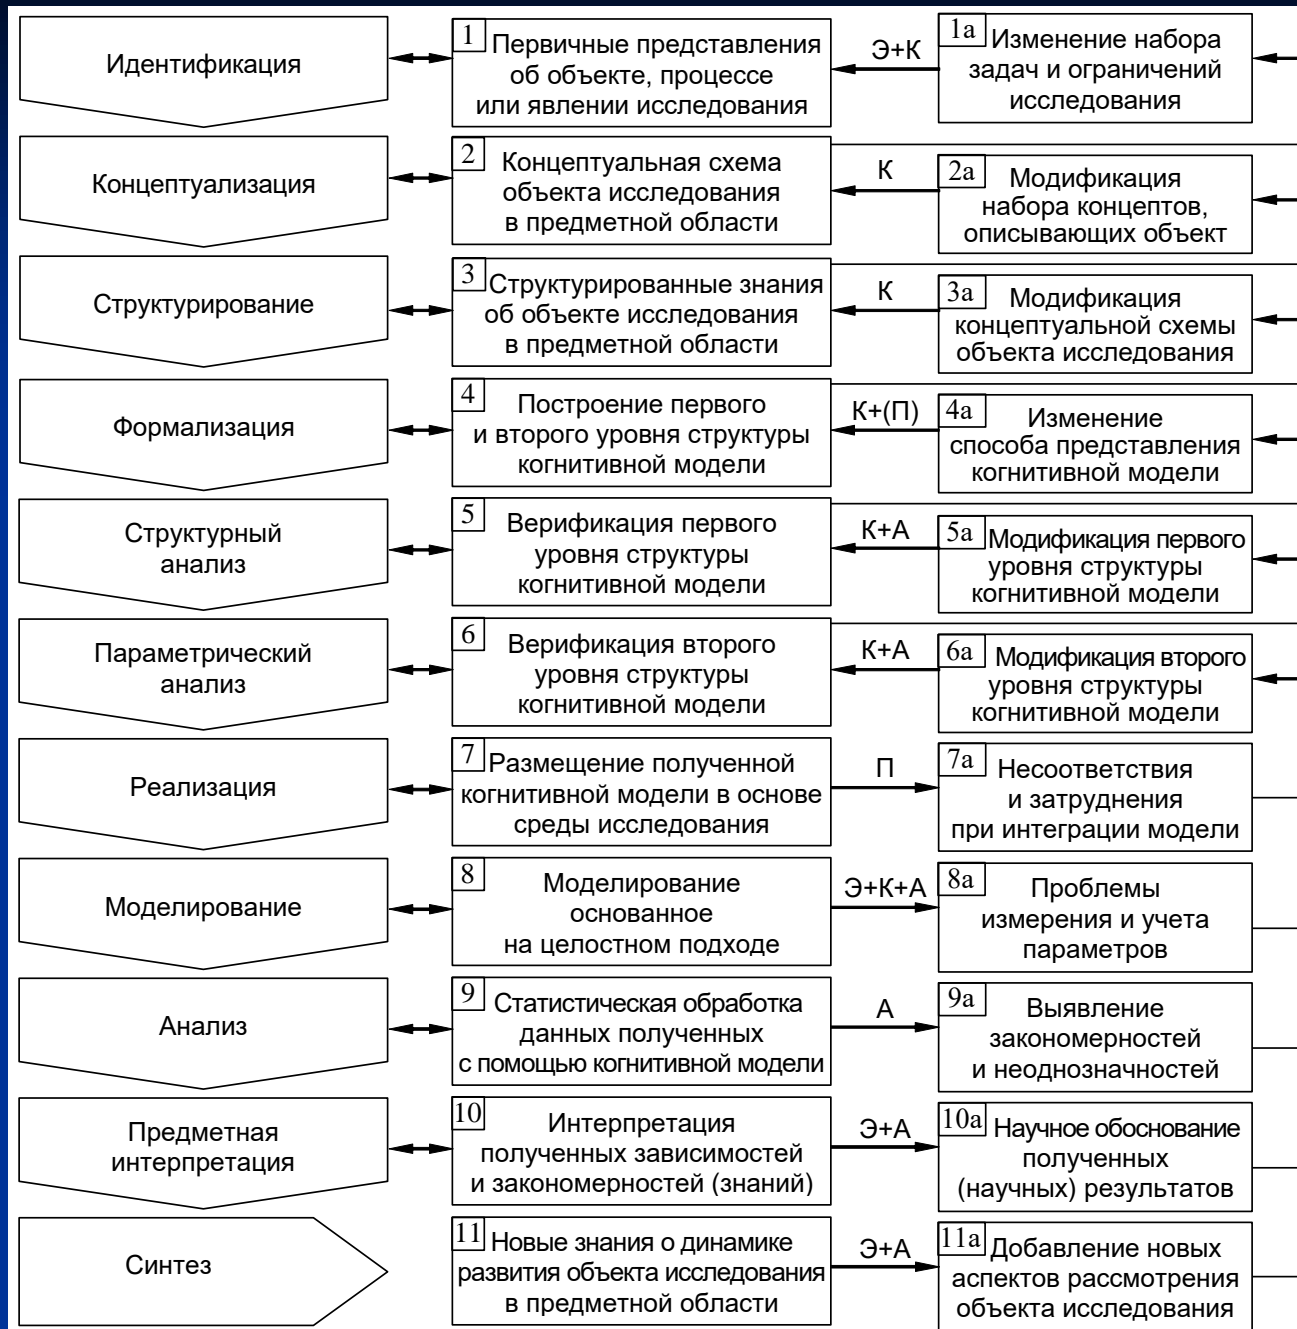 Идентификация
1
Первичные представления
об объекте, процессе
или явлении исследования
Э+К
1а
Изменение набора
задач и ограничений
исследования
Концептуализация
2
Концептуальная схема
объекта исследования
в предметной области
К
2а
Модификация
набора концептов,
описывающих объект
Структурирование
3
Структурированные знания
об объекте исследования
в предметной области
К
3а
Модификация
концептуальной схемы
объекта исследования
Формализация
4
Построение первого
и второго уровня структуры
когнитивной модели
К+(П)
4а
Изменение
способа представления
когнитивной модели
Структурный
анализ
5
Верификация первого
уровня структуры
когнитивной модели
К+А
5а
Модификация первого
уровня структуры
когнитивной модели
Параметрический
анализ
6
Верификация второго
уровня структуры
когнитивной модели
К+А
6а
Модификация второго
уровня структуры
когнитивной модели
Реализация
7
Размещение полученной
когнитивной модели в основе
среды исследования
П
7а
Несоответствия
и затруднения
при интеграции модели
Моделирование
8
Моделирование
основанное
на целостном подходе
Э+К+А
8а
Проблемы
измерения и учета
параметров
Анализ
9
Статистическая обработка
данных полученных
с помощью когнитивной модели
А
9а
Выявление
закономерностей
и неоднозначностей
Предметная
интерпретация
10
Интерпретация
полученных зависимостей
и закономерностей (знаний)
Э+А
10а
Научное обоснование
полученных
(научных) результатов
Синтез
11
Новые знания о динамике
развития объекта исследования
в предметной области
Э+А
11а
Добавление новых
аспектов рассмотрения
объекта исследования